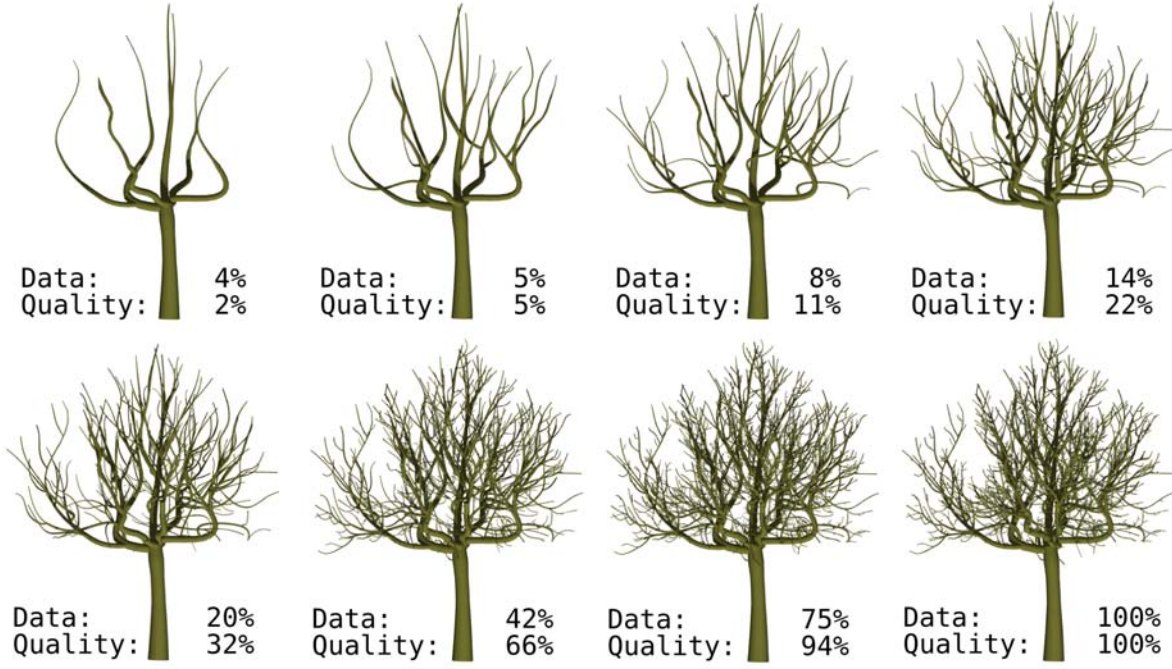 Data: 4%
Quality: 2%
Data: 5%
Quality: 5%
Data: 8%
Quality: 11%
Data: 14%
Quality: 22%
Data: 20%
Quality: 32%
Data: 42%
Quality: 66%
Data: 75%
Quality: 94%
Data: 100%
Quality: 100%